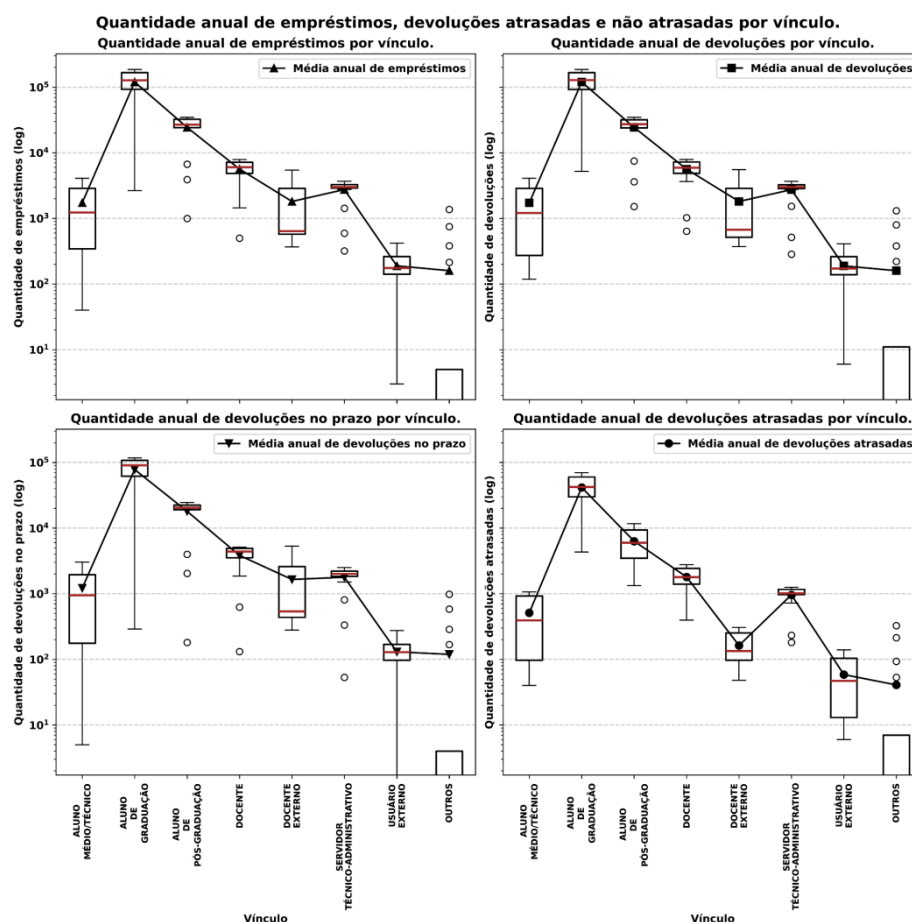 Quantidade anual de empréstimos, devoluções atrasadas e não atrasadas por vínculo.
Quantidade anual de empréstimos por vínculo.
Média anual de empréstimos
Quantidade de empréstimos (log)
10⁵
10⁴
10³
10²
10¹
Quantidade anual de devoluções por vínculo.
Média anual de devoluções
Quantidade de devoluções (log)
Quantidade anual de devoluções no prazo por vínculo.
Média anual de devoluções no prazo
Quantidade de devoluções no prazo (log)
10⁵
10⁴
10³
10²
10¹
ALUNO
MÉDIO/TÉCNICO
ALUNO
DE
GRADUAÇÃO
ALUNO
DE
PÓS-GRADUAÇÃO
DOCENTE
DOCENTE
EXTERNO
SERVIDOR
TÉCNICO-ADMINISTRATIVO
USUÁRIO
EXTERNO
OUTROS
Vínculo
Quantidade anual de devoluções atrasadas por vínculo.
Média anual de devoluções atrasadas
Quantidade de devoluções atrasadas (log)
ALUNO
MÉDIO/TÉCNICO
ALUNO
DE
GRADUAÇÃO
ALUNO
DE
PÓS-GRADUAÇÃO
DOCENTE
DOCENTE
EXTERNO
SERVIDOR
TÉCNICO-ADMINISTRATIVO
USUÁRIO
EXTERNO
OUTROS
Vínculo